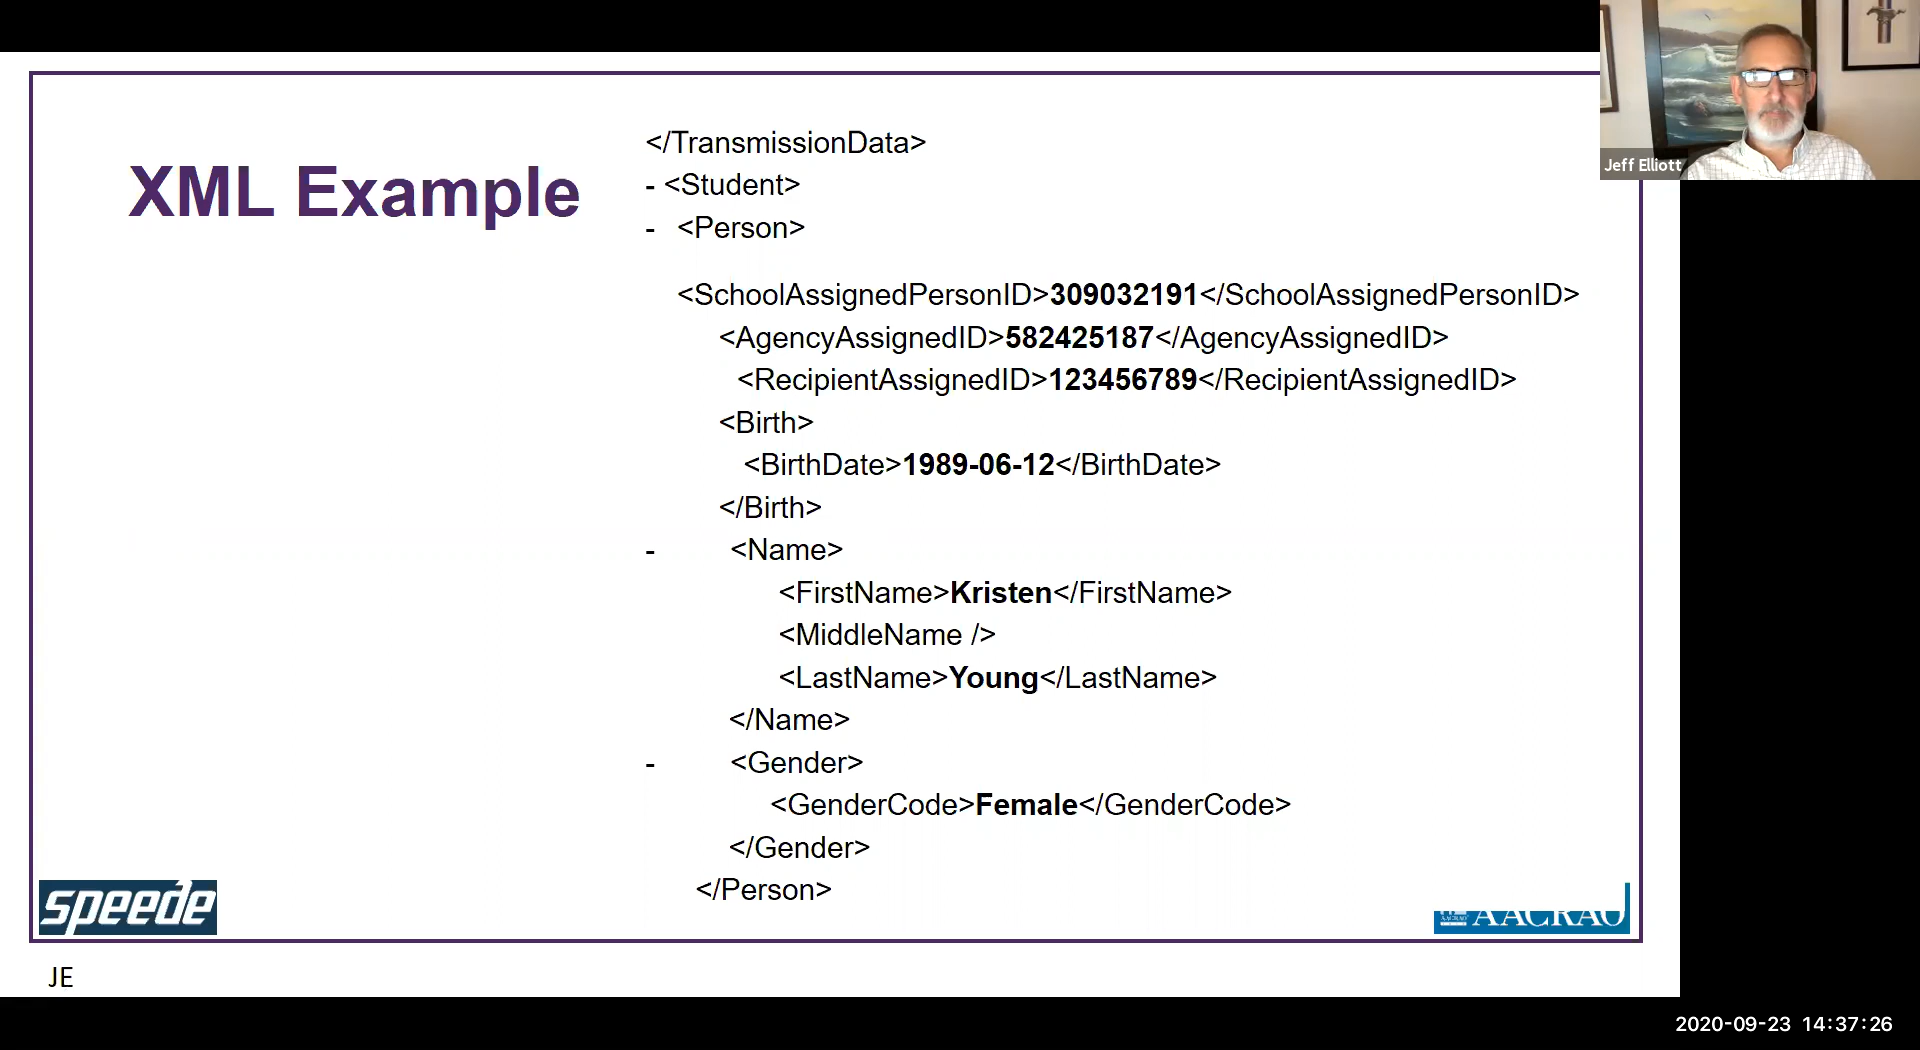 XML Example
</TransmissionData>
- <Student>
- <Person>
<SchoolAssignedPersonID>309032191</SchoolAssignedPersonID>
<AgencyAssignedID>582425187</AgencyAssignedID>
<RecipientAssignedID>123456789</RecipientAssignedID>
<Birth>
<BirthDate>1989-06-12</BirthDate>
</Birth>
- <Name>
<FirstName>Kristen</FirstName>
<MiddleName />
<LastName>Young</LastName>
</Name>
- <Gender>
<GenderCode>Female</GenderCode>
</Gender>
</Person>
speede
AACRAO
JE
Jeff Elliott
2020-09-23 14:37:26